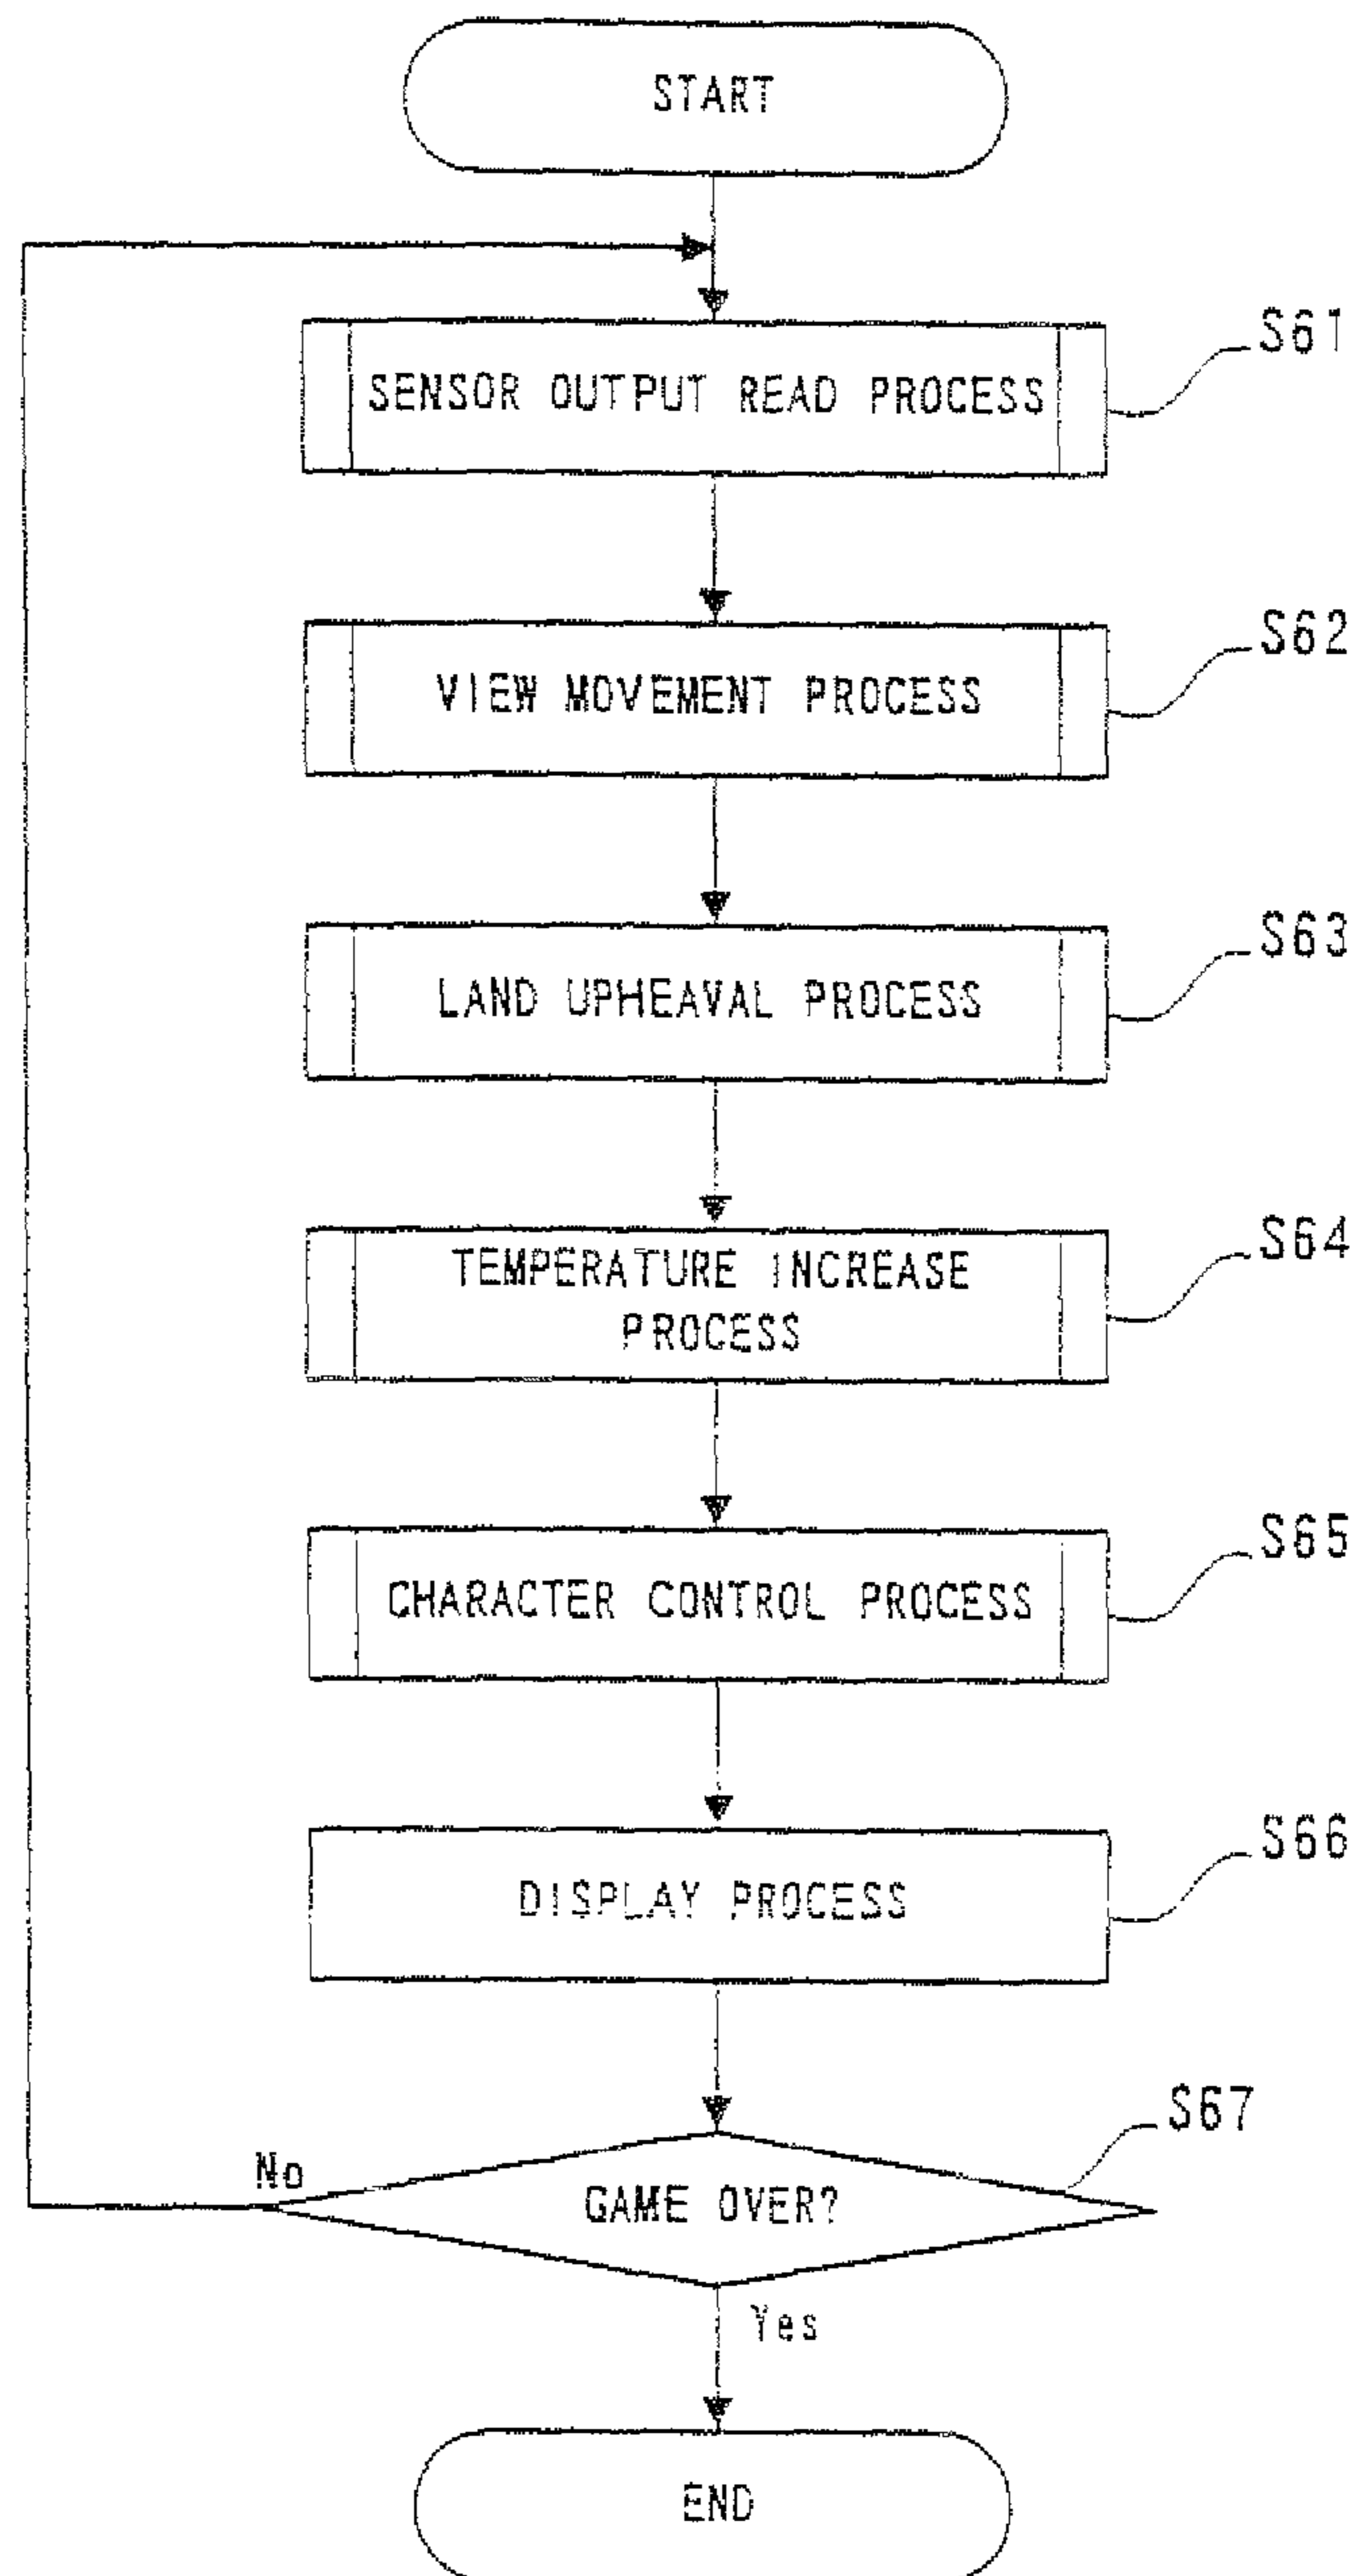 START
SENSOR OUTPUT READ PROCESS
S61
VIEW MOVEMENT PROCESS
S62
LAND UPHEAVAL PROCESS
S63
TEMPERATURE INCREASE
PROCESS
S64
CHARACTER CONTROL PROCESS
S65
DISPLAY PROCESS
S66
S67
No
GAME OVER?
Yes
END